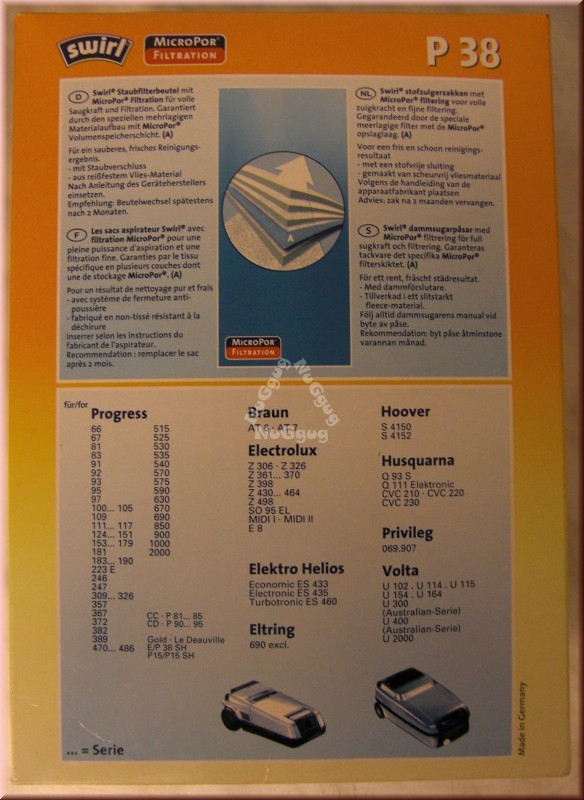 swirl®
MICROPOR®
FILTRATION
P 38
D Swirl® Staubfilterbeutel mit
MicroPor® Filtration für volle
Saugkraft und Filtration. Garantiert
durch den speziellen mehrlagigen
Materialaufbau mit MicroPor®
Volumenspeicherschicht. (A)
Für ein sauberes, frisches Reinigungs-
ergebnis.
- mit Staubverschluss
- aus reißfestem Vlies-Material
Nach Anleitung des Geräteherstellers
einsetzen.
Empfehlung: Beutelwechsel spätestens
nach 2 Monaten.
F Les sacs aspirateur Swirl® avec
filtration MicroPor® pour une
pleine puissance d'aspiration et une
filtration fine. Garanties par le tissu
spécifique en plusieurs couches dont
une de stockage MicroPor®. (A)
Pour un résultat de nettoyage pur et frais
- avec système de fermeture anti-
poussière
- fabriqué en non-tissé résistant à la
déchirure
Inserrer selon les instructions du
fabricant de l'aspirateur.
Recommendation : remplacer le sac
après 2 mois.
A
MICROPOR®
FILTRATION
NL Swirl® stofzuigerzakken met
MicroPor® filtering voor volle
zuigkracht en fijne filtering.
Gegarandeerd door de speciale
meerlagige filter met de MicroPor®
opslaglaag. (A)
Voor een fris en schoon reinigings-
resultaat
- met een stofvrije sluiting
- gemaakt van scheurvrij vliesmateriaal
Volgens de handleiding van de
apparaatfabrikant plaatsen
Advies: zak na 2 maanden vervangen.
S Swirl® dammsugarpåsar med
MicroPor® filtrering för full
sugkraft och filtrering. Garanteras
tackvare det specifika MicroPor®
filterskiktet. (A)
För ett rent, fräscht städresultat.
- Med dammförslutare.
- Tillverkad i ett slitstarkt
fleece-material.
Följ alltid dammsugarens manual vid
byte av påse.
Rekommendation: byt påse åtminstone
varannan månad.
für/for
Progress
66
67
81
83
91
92
93
95
97
100... 105
109
111... 117
124... 151
153... 179
181
183... 190
223 E
246
247
309... 326
357
367
372
382
389
470... 486
515
525
530
535
540
570
575
590
630
670
690
850
900
1000
2000
CC · P 81... 85
CD · P 90... 95
Gold · Le Deauville
E/P 38 SH
P15/P15 SH
Braun
AT 6 · AT 7
Electrolux
Z 306 · Z 326
Z 361... 370
Z 398
Z 430... 464
Z 498
SO 95 EL
MIDI I · MIDI II
E 8
Elektro Helios
Economic ES 433
Electronic ES 435
Turbotronic ES 460
Eltring
690 excl.
Hoover
S 4150
S 4152
Husquarna
Q 93 S
Q 111 Elektronic
CVC 210 · CVC 220
CVC 230
Privileg
069.907
Volta
U 102 . U 114 . U 115
U 154 . U 164
U 300
(Australian-Serie)
U 400
(Australian-Serie)
U 2000
... = Serie
Made in Germany
NuGgug
NuGgug
NuGgug